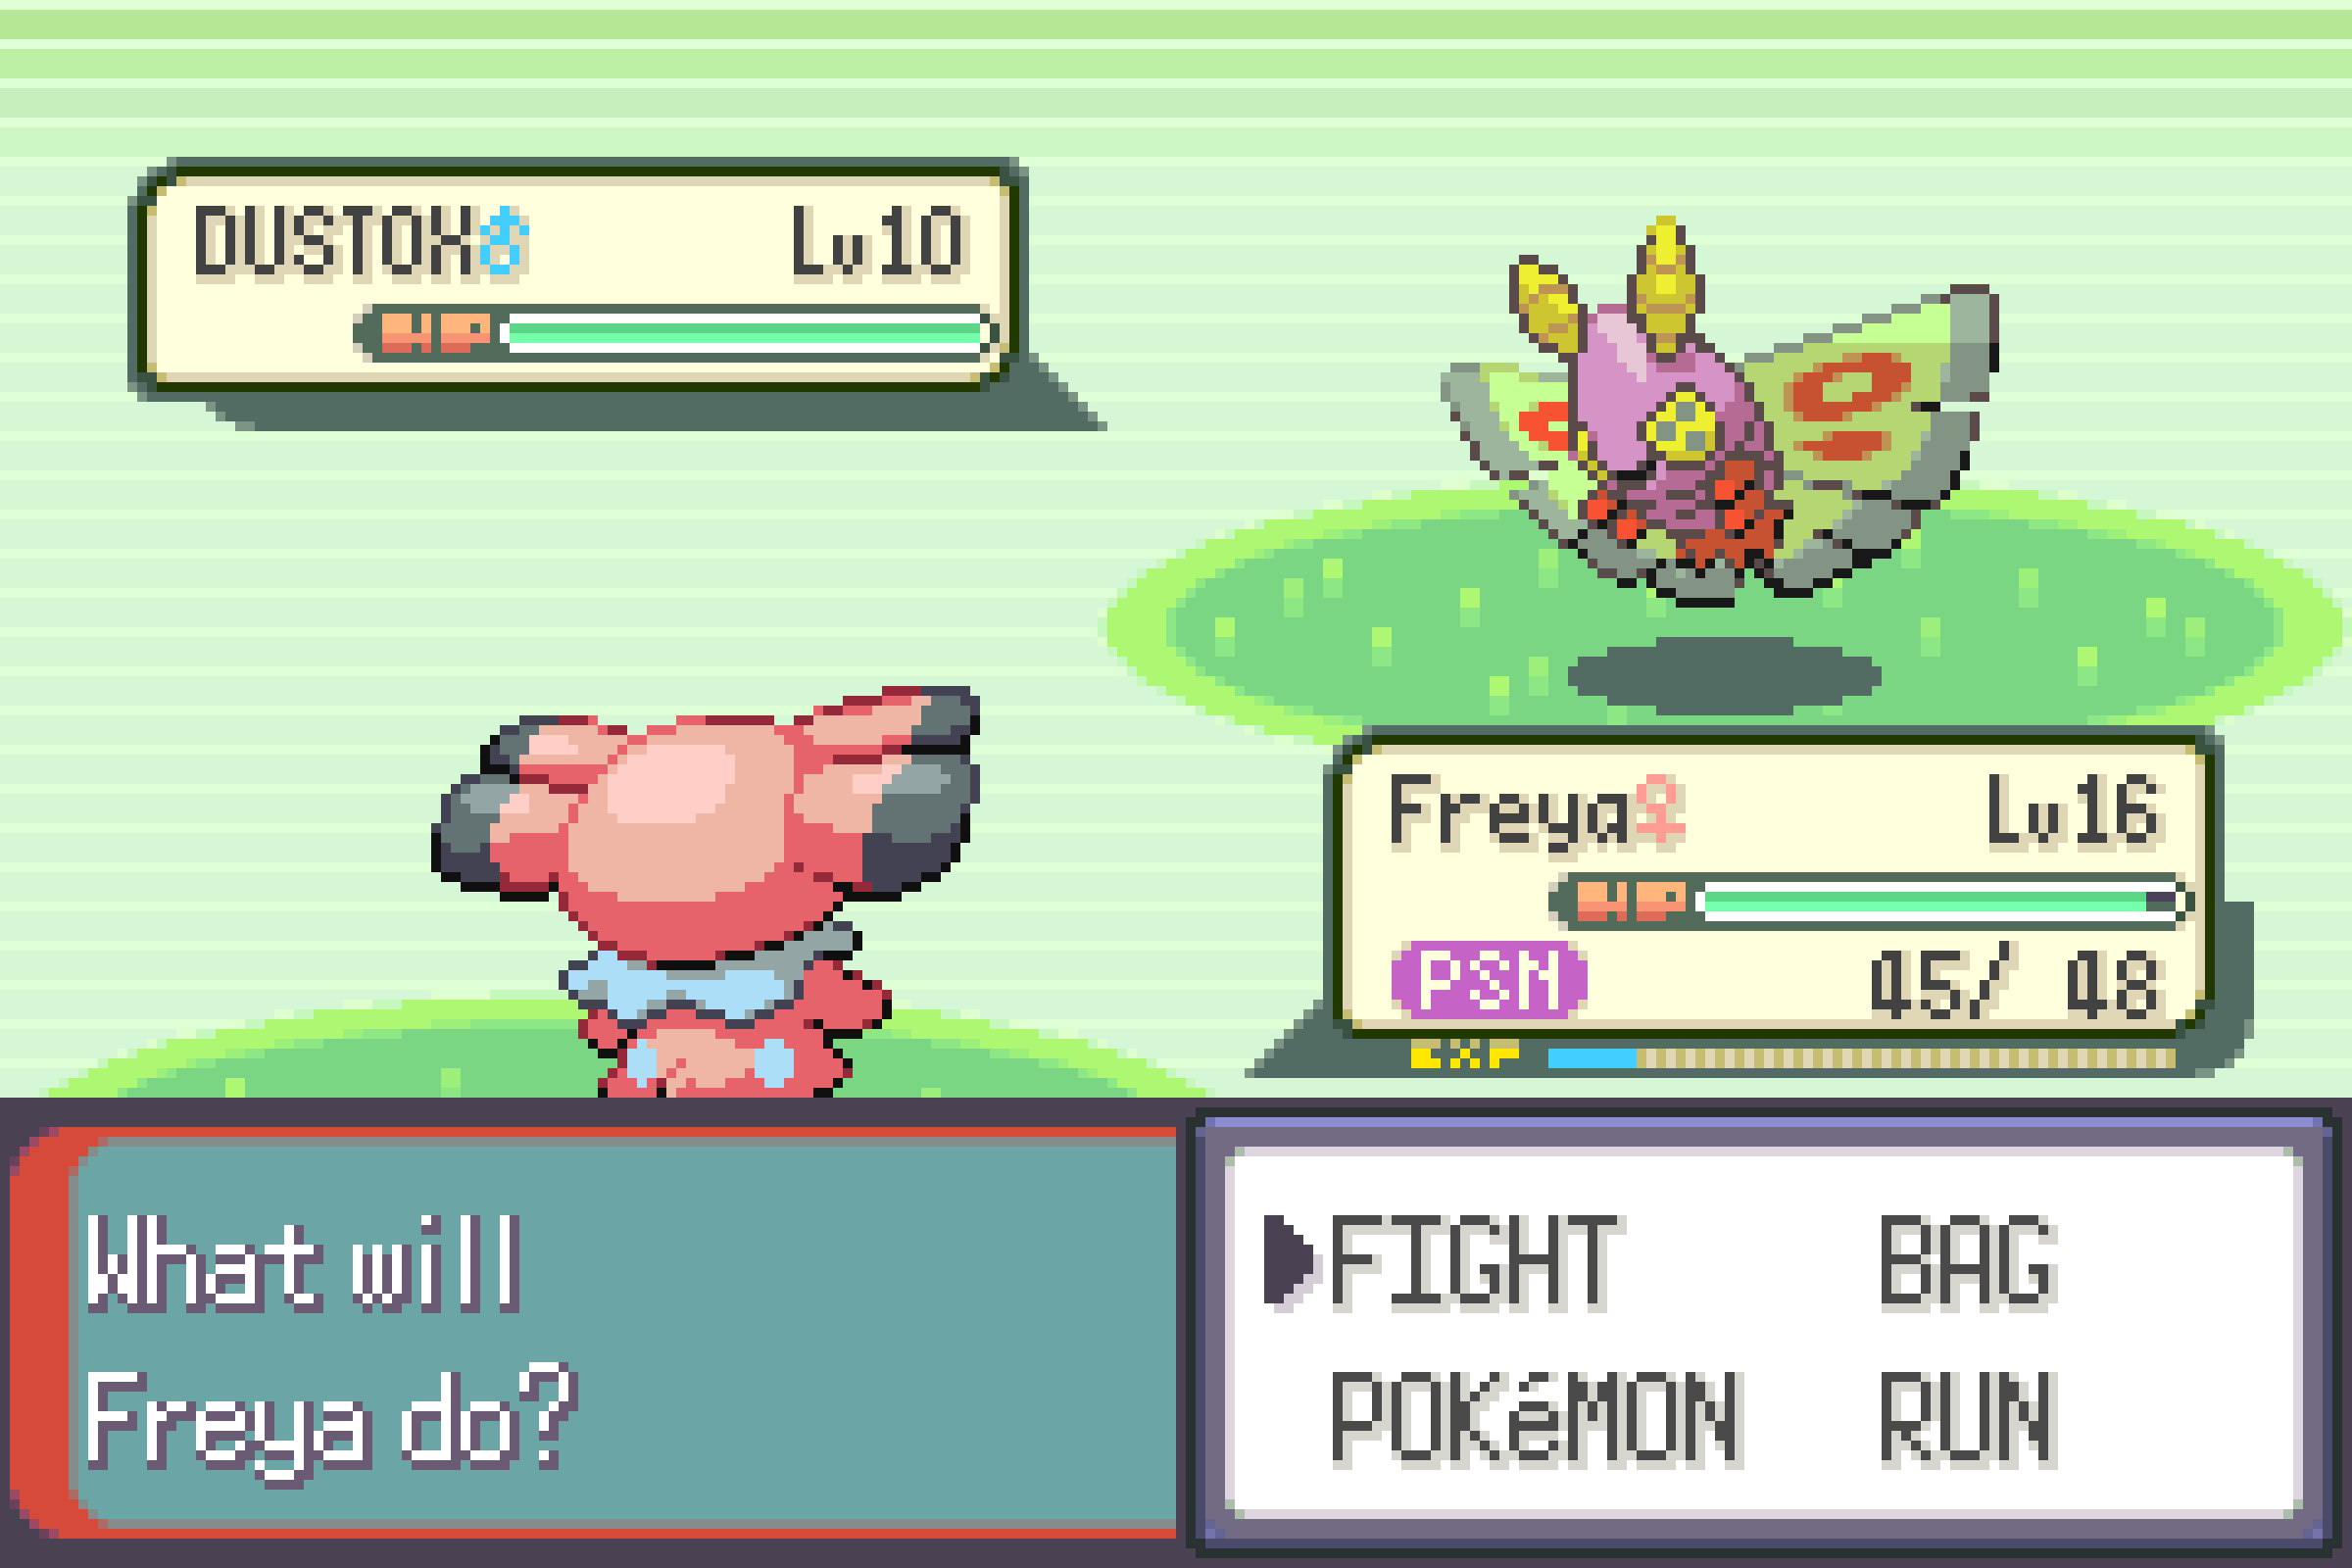 DUSTOX♂ Lv10
HP
Freya♀ Lv16
HP
PSN 45/ 48
EXP
What will
Freya do?
FIGHT BAG
POKéMON RUN